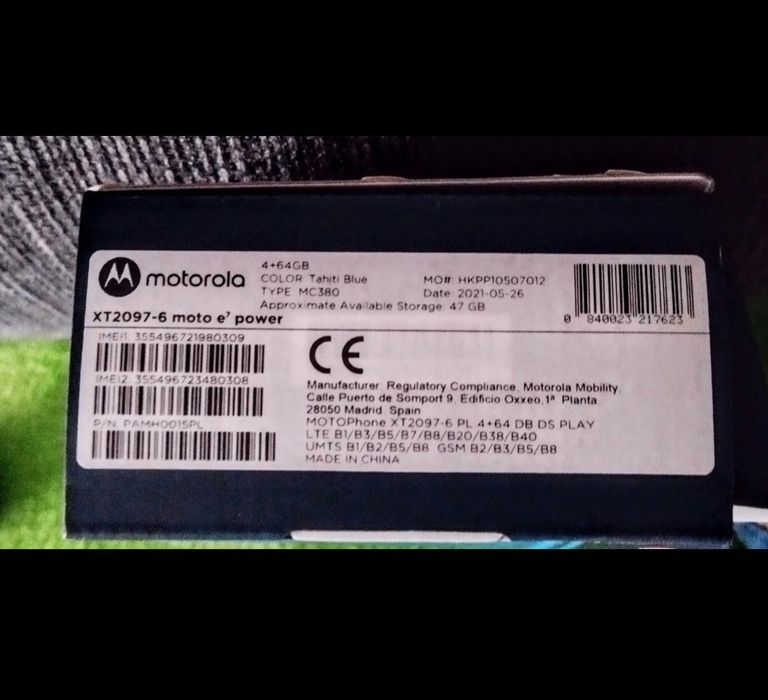 motorola
4+64GB
COLOR Tahiti Blue
TYPE MC380
Approximate Available Storage: 47 GB
MO#: HKPP10507012
Date: 2021-05-26
0 840023 217623
XT2097-6 moto e⁷ power
IMEI1: 355496721980309
IMEI2: 355496723480308
P/N: PAMH0015PL
CE
Manufacturer Regulatory Compliance, Motorola Mobility,
Calle Puerto de Somport 9, Edificio Oxxeo,1ª Planta
28050 Madrid, Spain
MOTOPhone XT2097-6 PL 4+64 DB DS PLAY
LTE B1/B3/B5/B7/B8/B20/B38/B40
UMTS B1/B2/B5/B8 GSM B2/B3/B5/B8
MADE IN CHINA